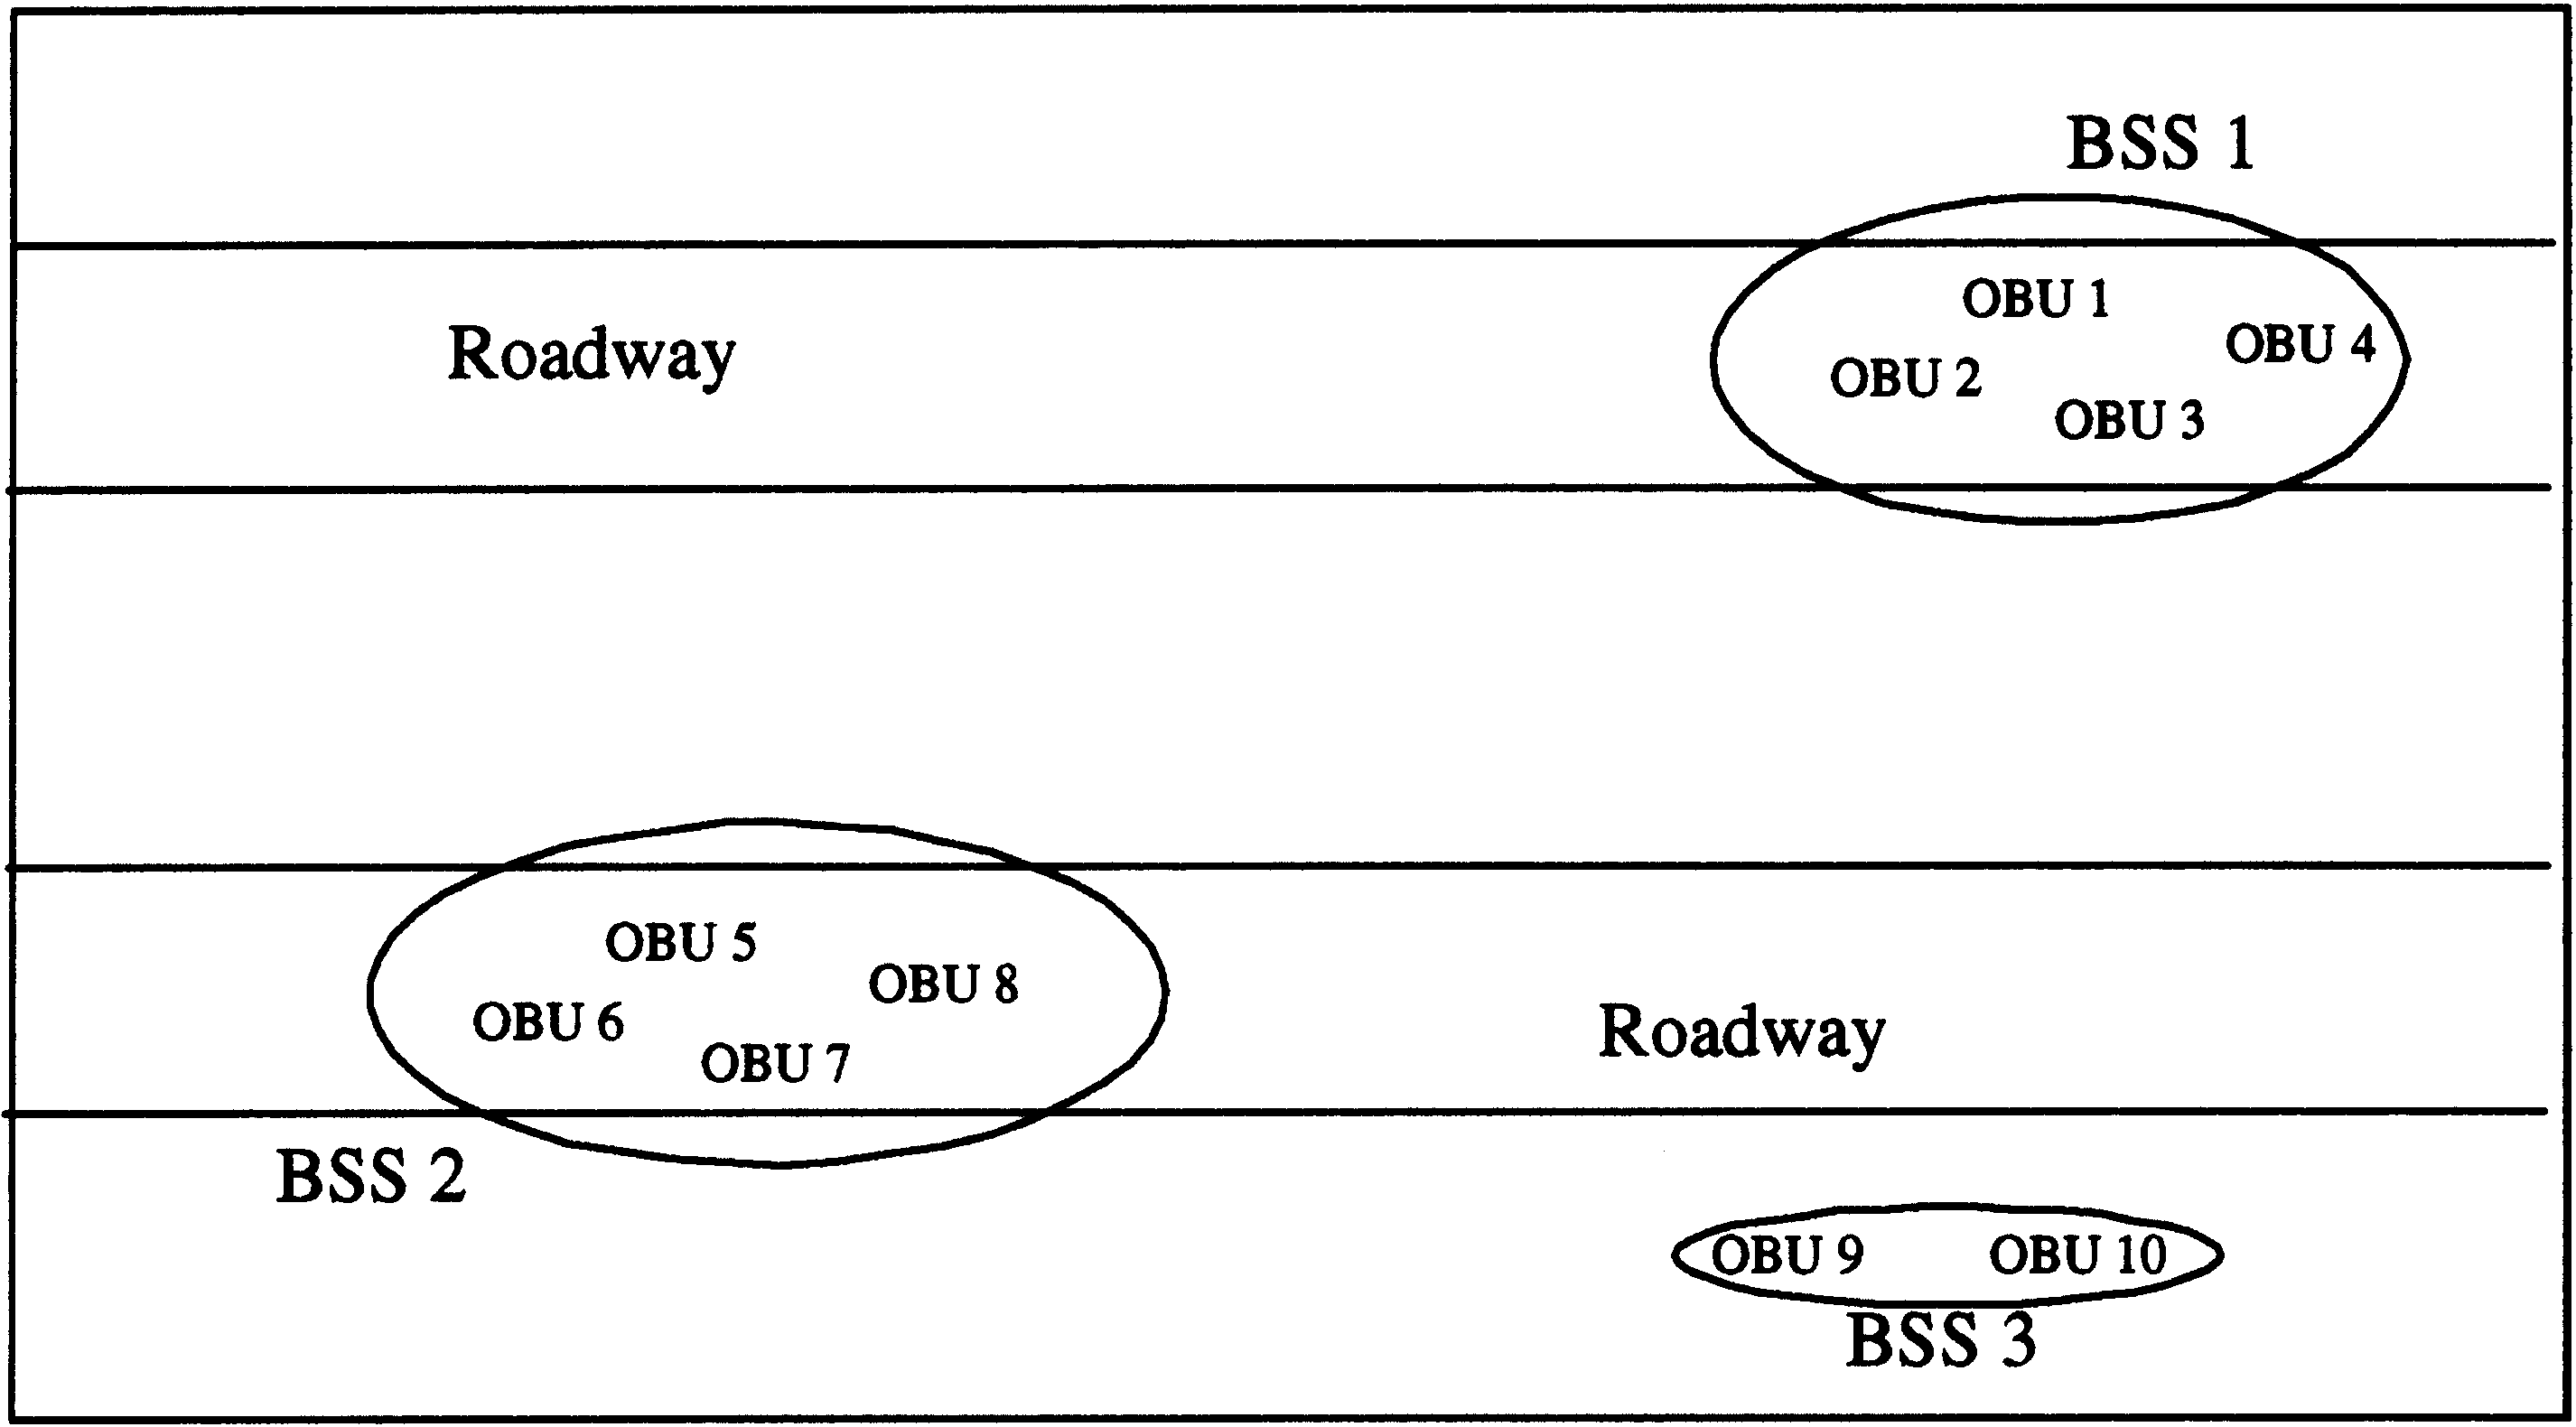 BSS 1
OBU 1
OBU 4
Roadway
OBU 2
OBU 3
OBU 5
OBU 8
OBU 6
Roadway
OBU 7
BSS 2
OBU 9 OBU 10
BSS 3